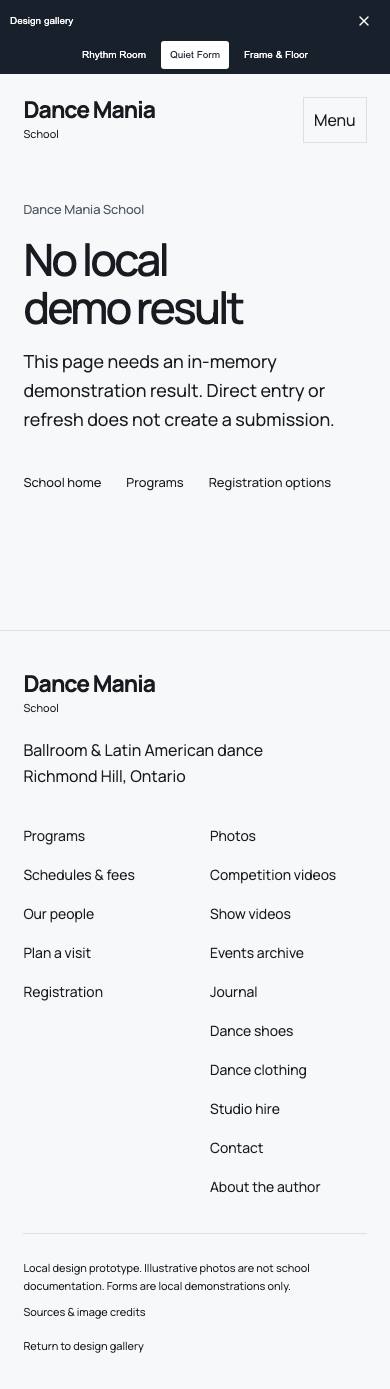 Design gallery
×
Rhythm Room Quiet Form Frame & Floor
Dance Mania
School
Menu
Dance Mania School
No local
demo result
This page needs an in-memory
demonstration result. Direct entry or
refresh does not create a submission.
School home Programs Registration options
Dance Mania
School
Ballroom & Latin American dance
Richmond Hill, Ontario
Programs
Schedules & fees
Our people
Plan a visit
Registration
Photos
Competition videos
Show videos
Events archive
Journal
Dance shoes
Dance clothing
Studio hire
Contact
About the author
Local design prototype. Illustrative photos are not school
documentation. Forms are local demonstrations only.
Sources & image credits
Return to design gallery